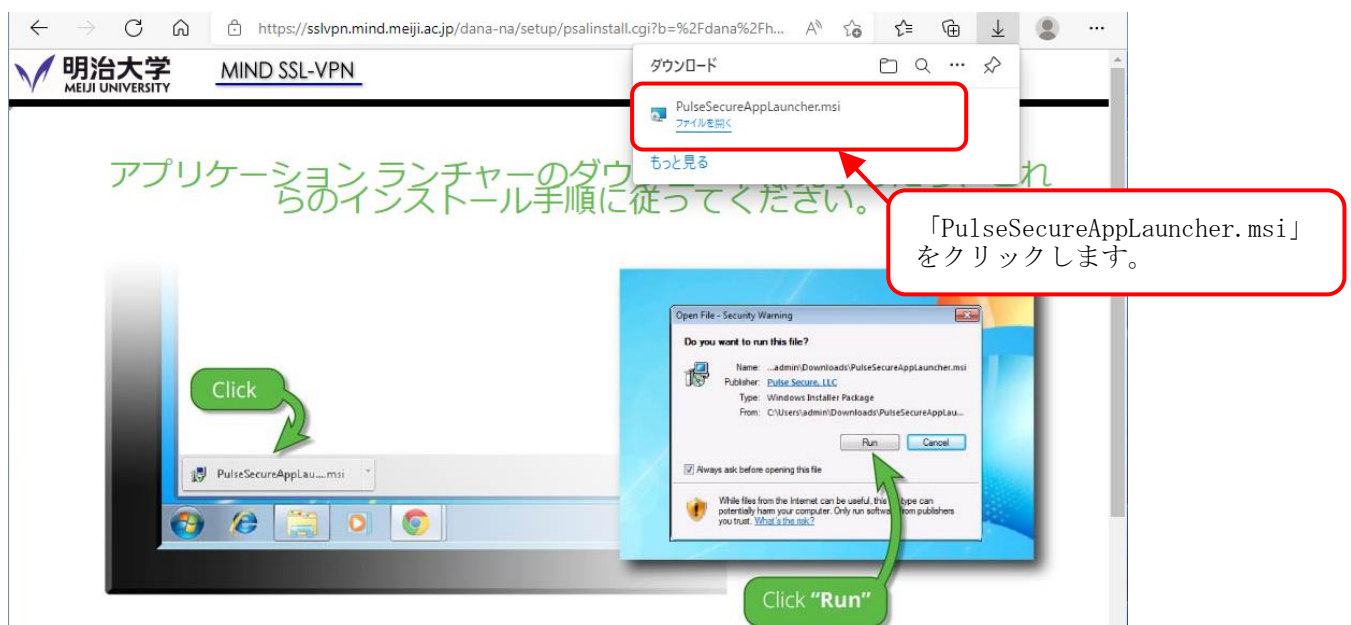 https://sslvpn.mind.meiji.ac.jp/dana-na/setup/psalinstall.cgi?b=%2Fdana%2Fh...
明治大学
MEIJI UNIVERSITY
MIND SSL-VPN
ダウンロード
PulseSecureAppLauncher.msi
ファイルを開く
もっと見る
アプリケーション ランチャーのダウ
れ
らのインストール手順に従ってください。
「PulseSecureAppLauncher.msi」
をクリックします。
Click
PulseSecureAppLau....msi
Open File - Security Warning
Do you want to run this file?
Name: ...admin\Downloads\PulseSecureAppLauncher.msi
Publisher: Pulse Secure, LLC
Type: Windows Installer Package
From: C:\Users\admin\Downloads\PulseSecureAppLau...
Run
Cancel
Always ask before opening this file
While files from the Internet can be useful, this type can
potentially harm your computer. Only run software from publishers
you trust. What's the risk?
Click "Run"